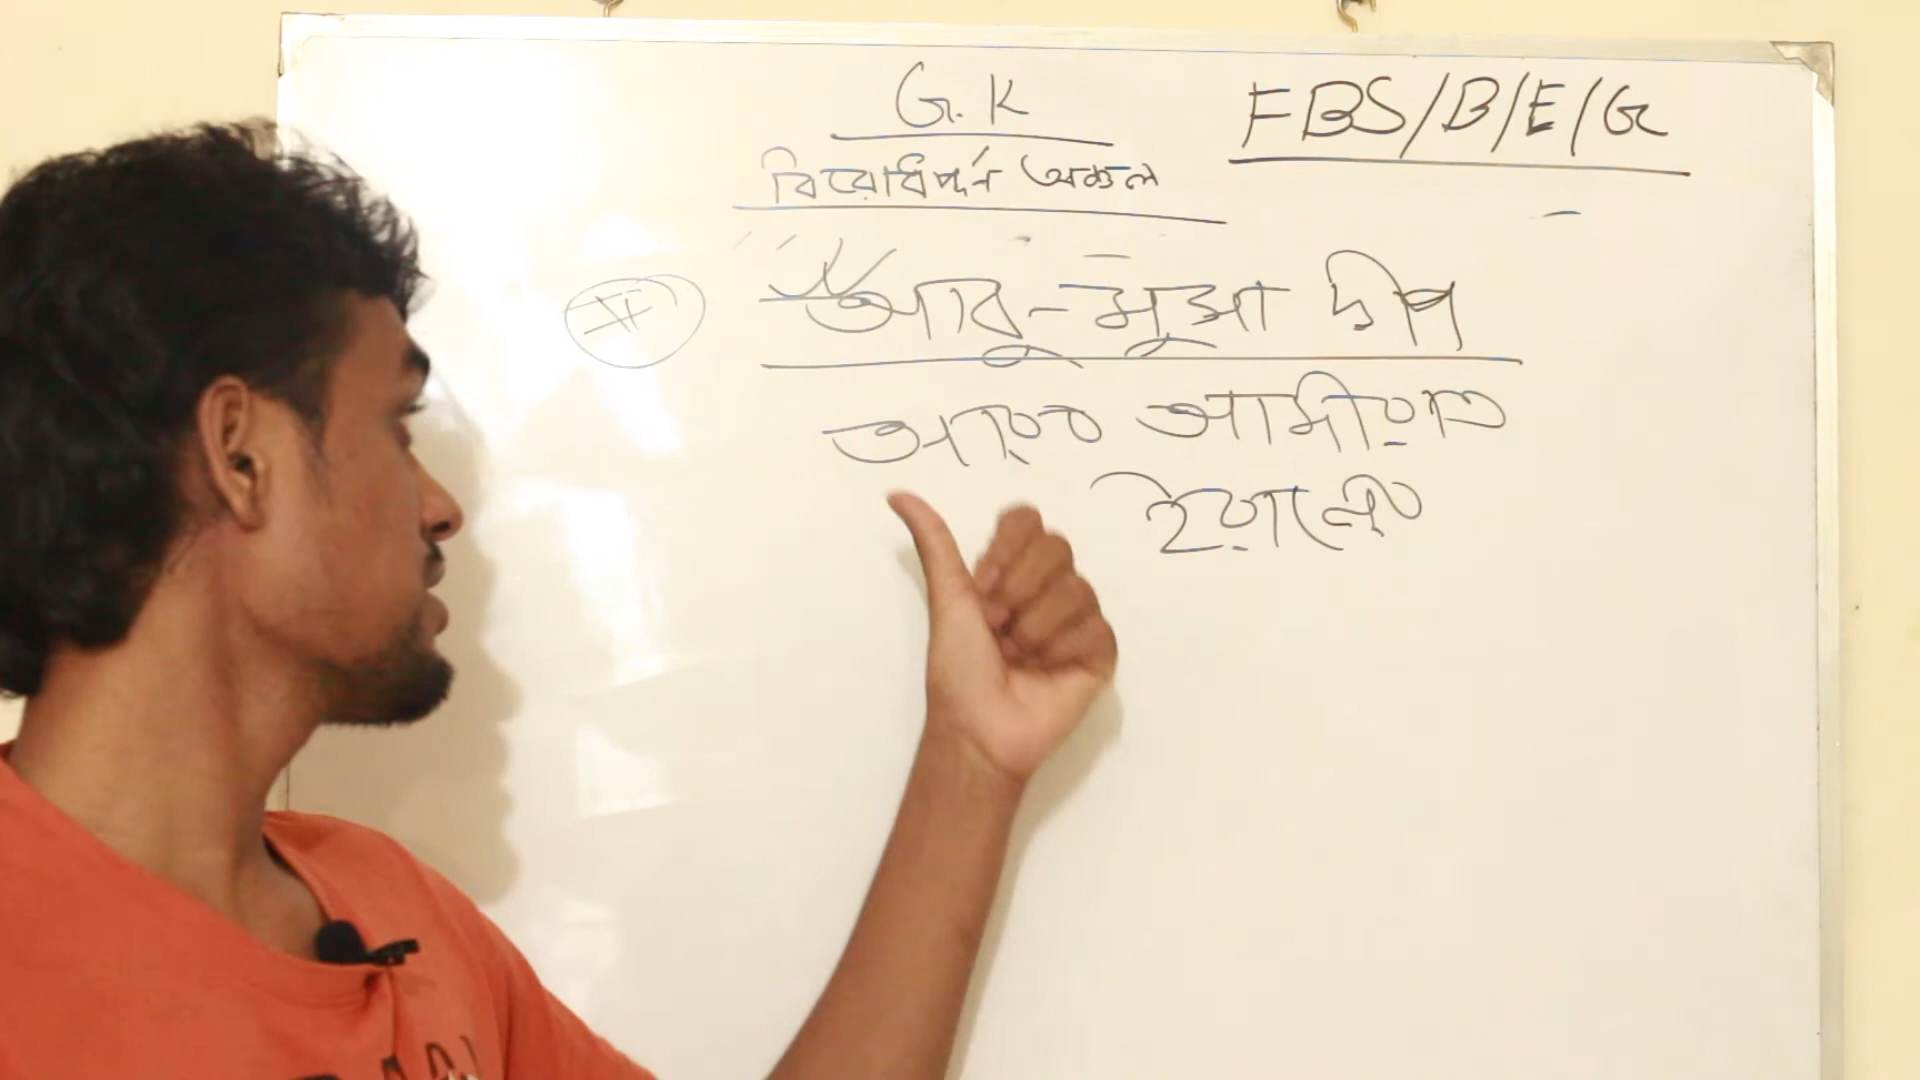 G.K
FBS/B/E/G
বিরোধপূর্ন অঞ্চল
আবু-মুসা দ্বীপ
আরব আমীরাত
ইরানের